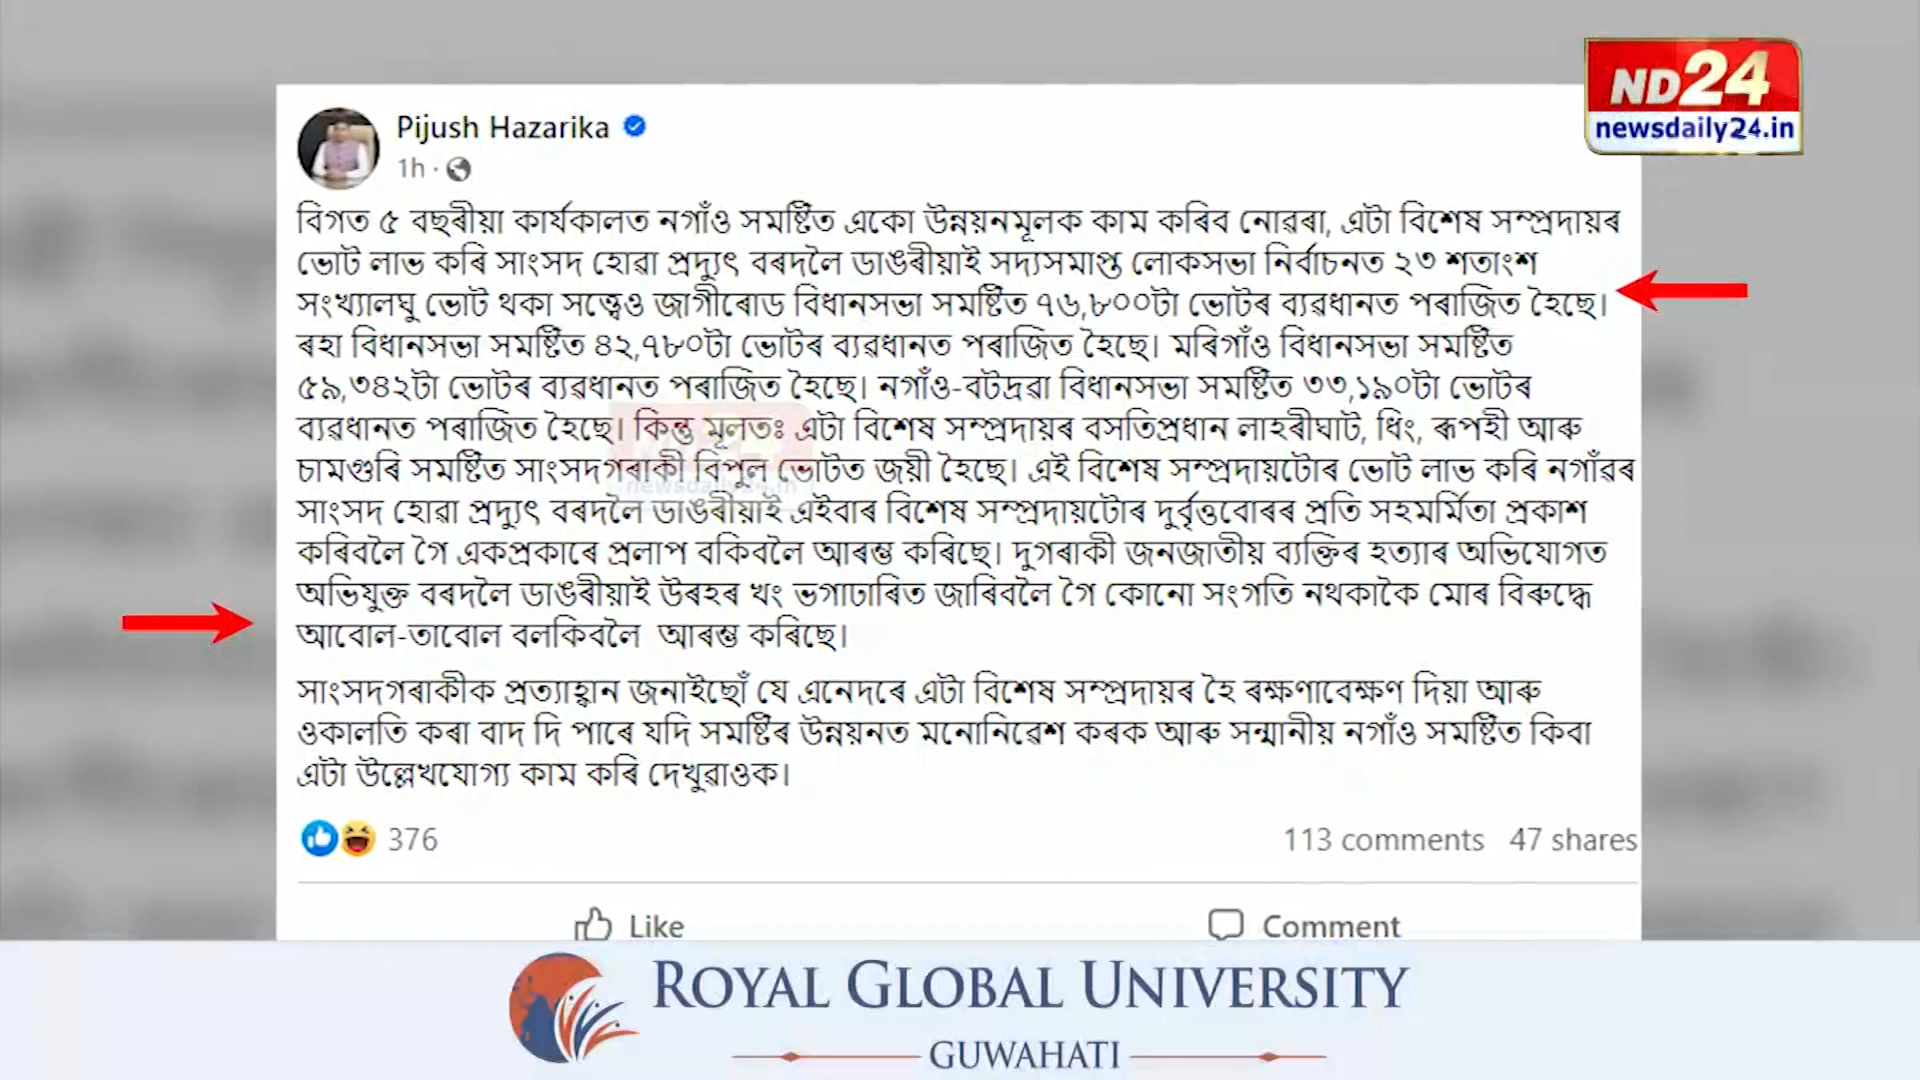 ND24
newsdaily24.in
Pijush Hazarika
1h ·
বিগত ৫ বছৰীয়া কাৰ্যকালত নগাঁও সমষ্টিত একো উন্নয়নমূলক কাম কৰিব নোৱৰা, এটা বিশেষ সম্প্ৰদায়ৰ
ভোট লাভ কৰি সাংসদ হোৱা প্ৰদ্যুৎ বৰদলৈ ডাঙৰীয়াই সদ্যসমাপ্ত লোকসভা নিৰ্বাচনত ২৩ শতাংশ
সংখ্যালঘু ভোট থকা সত্ত্বেও জাগীৰোড বিধানসভা সমষ্টিত ৭৬,৮০০টা ভোটৰ ব্যৱধানত পৰাজিত হৈছে।
ৰহা বিধানসভা সমষ্টিত ৪২,৭৮০টা ভোটৰ ব্যৱধানত পৰাজিত হৈছে। মৰিগাঁও বিধানসভা সমষ্টিত
৫৯,৩৪২টা ভোটৰ ব্যৱধানত পৰাজিত হৈছে। নগাঁও-বটদ্ৰৱা বিধানসভা সমষ্টিত ৩৩,১৯০টা ভোটৰ
ব্যৱধানত পৰাজিত হৈছে। কিন্তু মূলতঃ এটা বিশেষ সম্প্ৰদায়ৰ বসতিপ্ৰধান লাহৰীঘাট, ধিং, ৰূপহী আৰু
চামগুৰি সমষ্টিত সাংসদগৰাকী বিপুল ভোটত জয়ী হৈছে। এই বিশেষ সম্প্ৰদায়টোৰ ভোট লাভ কৰি নগাঁৱৰ
সাংসদ হোৱা প্ৰদ্যুৎ বৰদলৈ ডাঙৰীয়াই এইবাৰ বিশেষ সম্প্ৰদায়টোৰ দুৰ্বৃত্তবোৰৰ প্ৰতি সহমৰ্মিতা প্ৰকাশ
কৰিবলৈ গৈ একপ্ৰকাৰে প্ৰলাপ বকিবলৈ আৰম্ভ কৰিছে। দুগৰাকী জনজাতীয় ব্যক্তিৰ হত্যাৰ অভিযোগত
অভিযুক্ত বৰদলৈ ডাঙৰীয়াই উৰহৰ খং ভগাঢাৰিত জাৰিবলৈ গৈ কোনো সংগতি নথকাকৈ মোৰ বিৰুদ্ধে
আবোল-তাবোল বলকিবলৈ আৰম্ভ কৰিছে।
সাংসদগৰাকীক প্ৰত্যাহ্বান জনাইছোঁ যে এনেদৰে এটা বিশেষ সম্প্ৰদায়ৰ হৈ ৰক্ষণাবেক্ষণ দিয়া আৰু
ওকালতি কৰা বাদ দি পাৰে যদি সমষ্টিৰ উন্নয়নত মনোনিৱেশ কৰক আৰু সন্মানীয় নগাঁও সমষ্টিত কিবা
এটা উল্লেখযোগ্য কাম কৰি দেখুৱাওক।
376
113 comments 47 shares
Like
Comment
ROYAL GLOBAL UNIVERSITY
GUWAHATI